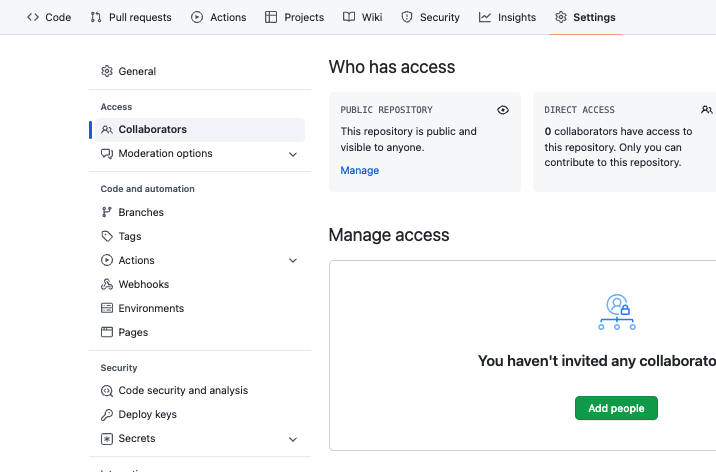 Code Pull requests Actions Projects Wiki Security Insights Settings
General
Access
Collaborators
Moderation options
Code and automation
Branches
Tags
Actions
Webhooks
Environments
Pages
Security
Code security and analysis
Deploy keys
Secrets
Who has access
PUBLIC REPOSITORY
This repository is public and
visible to anyone.
Manage
DIRECT ACCESS
0 collaborators have access to
this repository. Only you can
contribute to this repository.
Manage access
You haven't invited any collaborato
Add people